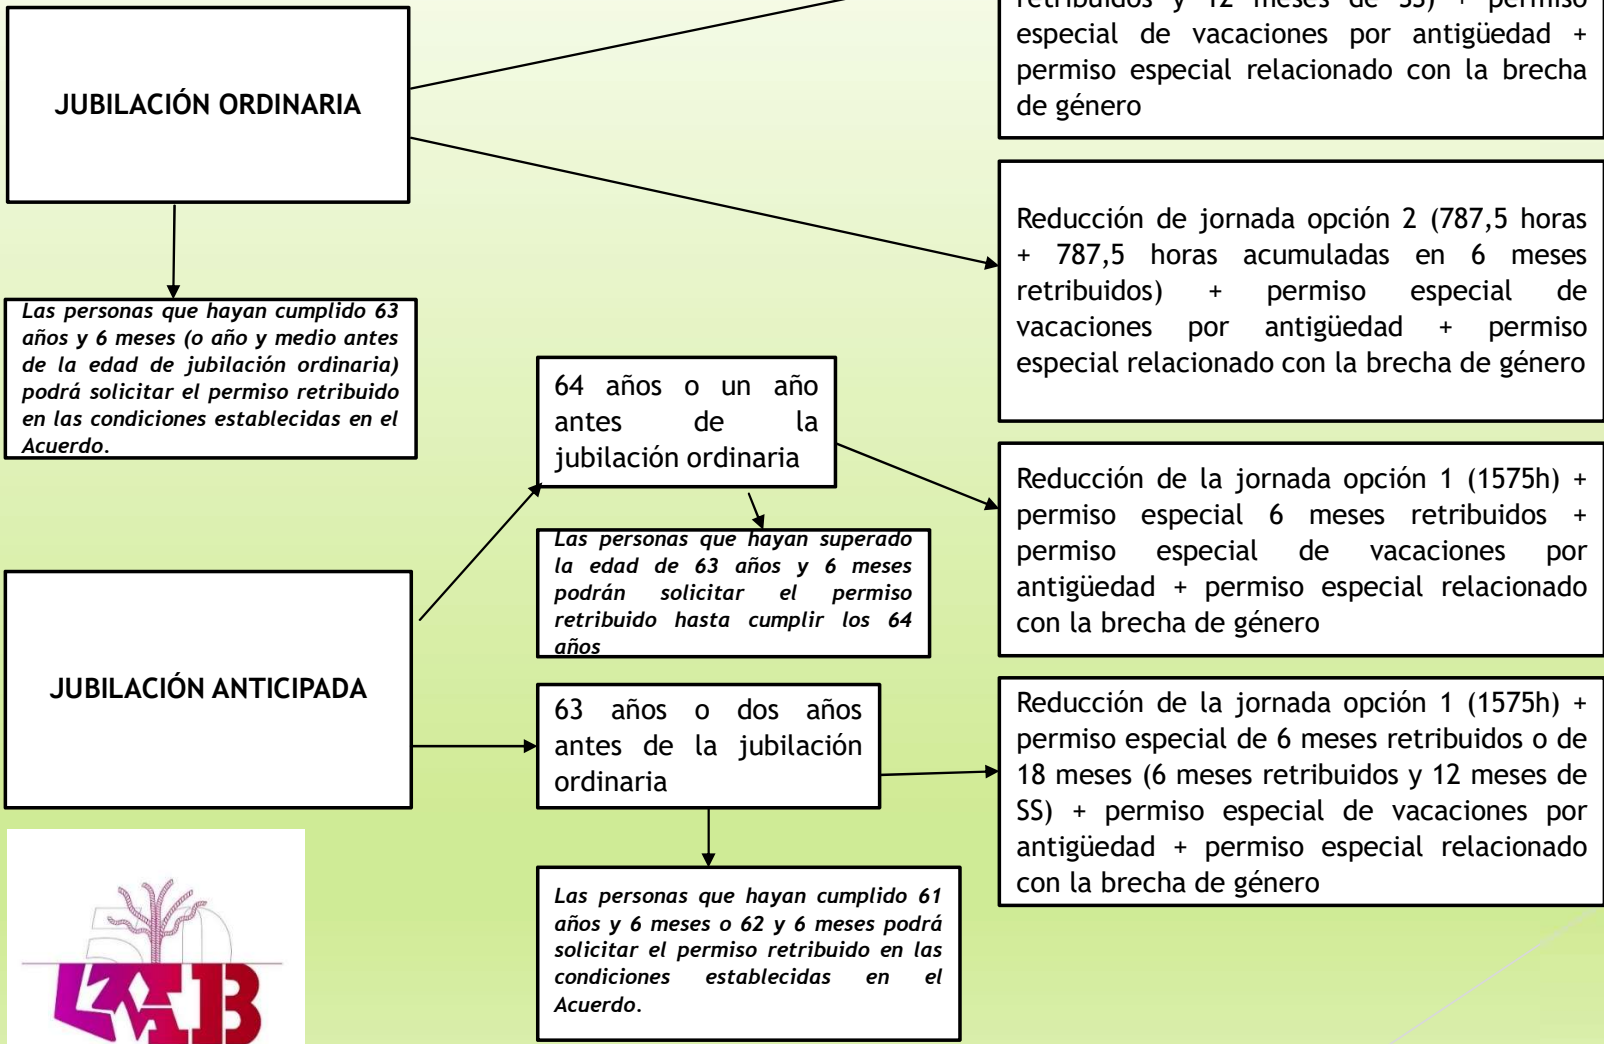 retribuidos y 12 meses de SS) + permiso
especial de vacaciones por antigüedad +
permiso especial relacionado con la brecha
de género
JUBILACIÓN ORDINARIA
Reducción de jornada opción 2 (787,5 horas
+ 787,5 horas acumuladas en 6 meses
retribuidos) + permiso especial de
vacaciones por antigüedad + permiso
especial relacionado con la brecha de género
Las personas que hayan cumplido 63
años y 6 meses (o año y medio antes
de la edad de jubilación ordinaria)
podrá solicitar el permiso retribuido
en las condiciones establecidas en el
Acuerdo.
64 años o un año
antes de la
jubilación ordinaria
Reducción de la jornada opción 1 (1575h) +
permiso especial 6 meses retribuidos +
permiso especial de vacaciones por
antigüedad + permiso especial relacionado
con la brecha de género
Las personas que hayan superado
la edad de 63 años y 6 meses
podrán solicitar el permiso
retribuido hasta cumplir los 64
años
JUBILACIÓN ANTICIPADA
63 años o dos años
antes de la jubilación
ordinaria
Reducción de la jornada opción 1 (1575h) +
permiso especial de 6 meses retribuidos o de
18 meses (6 meses retribuidos y 12 meses de
SS) + permiso especial de vacaciones por
antigüedad + permiso especial relacionado
con la brecha de género
Las personas que hayan cumplido 61
años y 6 meses o 62 y 6 meses podrá
solicitar el permiso retribuido en las
condiciones establecidas en el
Acuerdo.
50
LAB